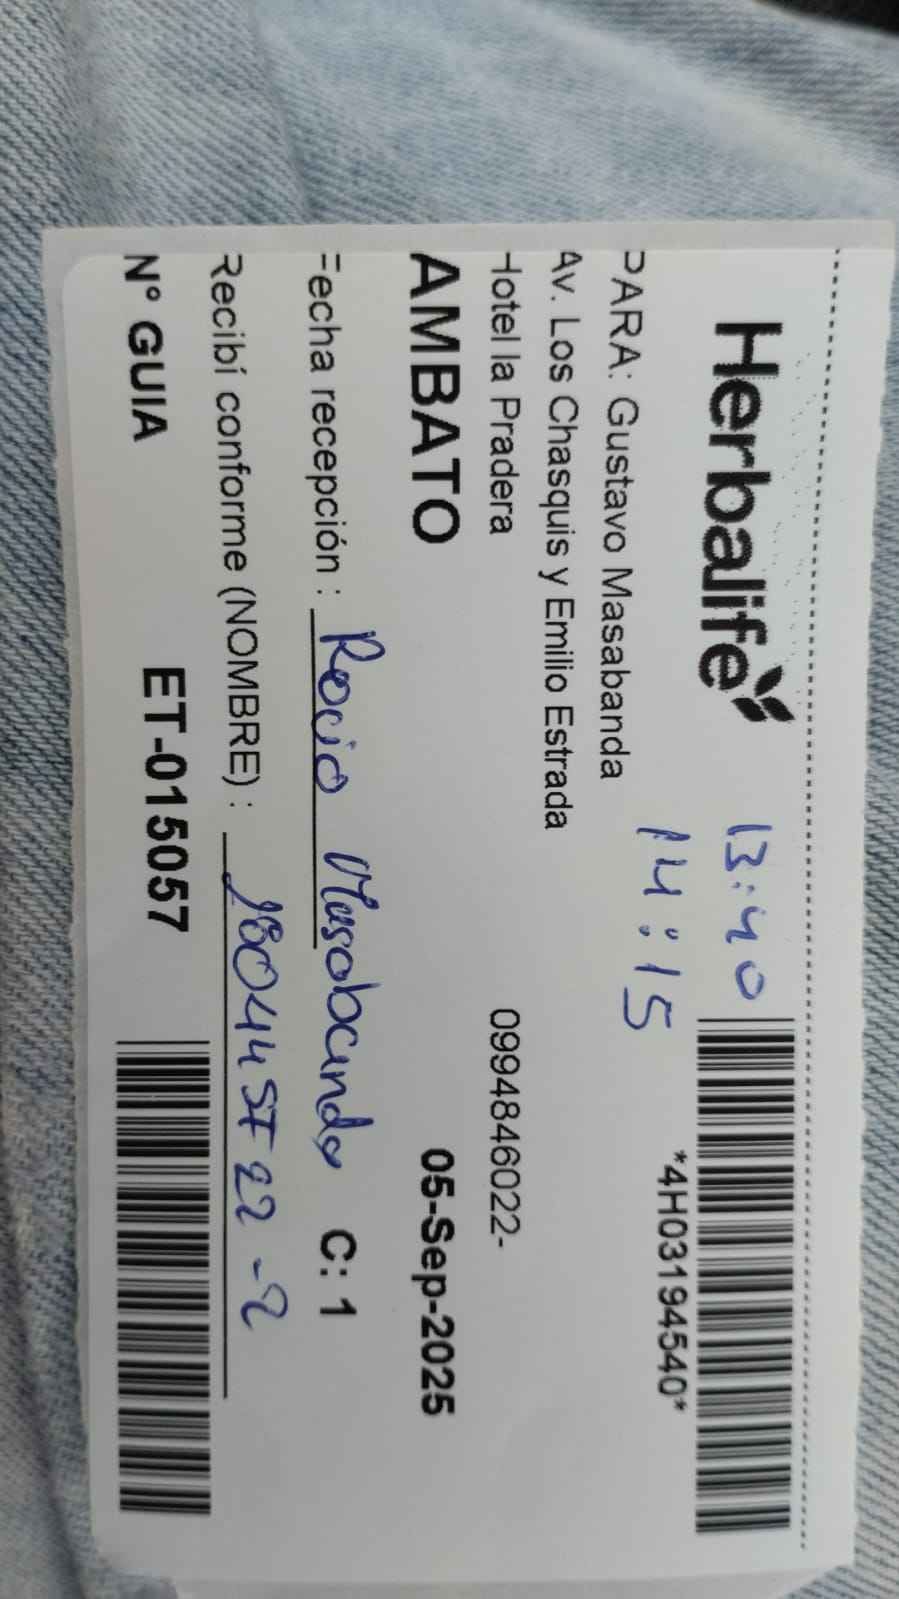 Herbalife
13:40
14:15
*4H03194540*
PARA: Gustavo Masabanda
Av. Los Chasquis y Emilio Estrada
Hotel la Pradera 0994846022-
AMBATO 05-Sep-2025
Fecha recepción : Rocio Masabanda C: 1
Recibí conforme (NOMBRE) :
N° GUIA ET-015057